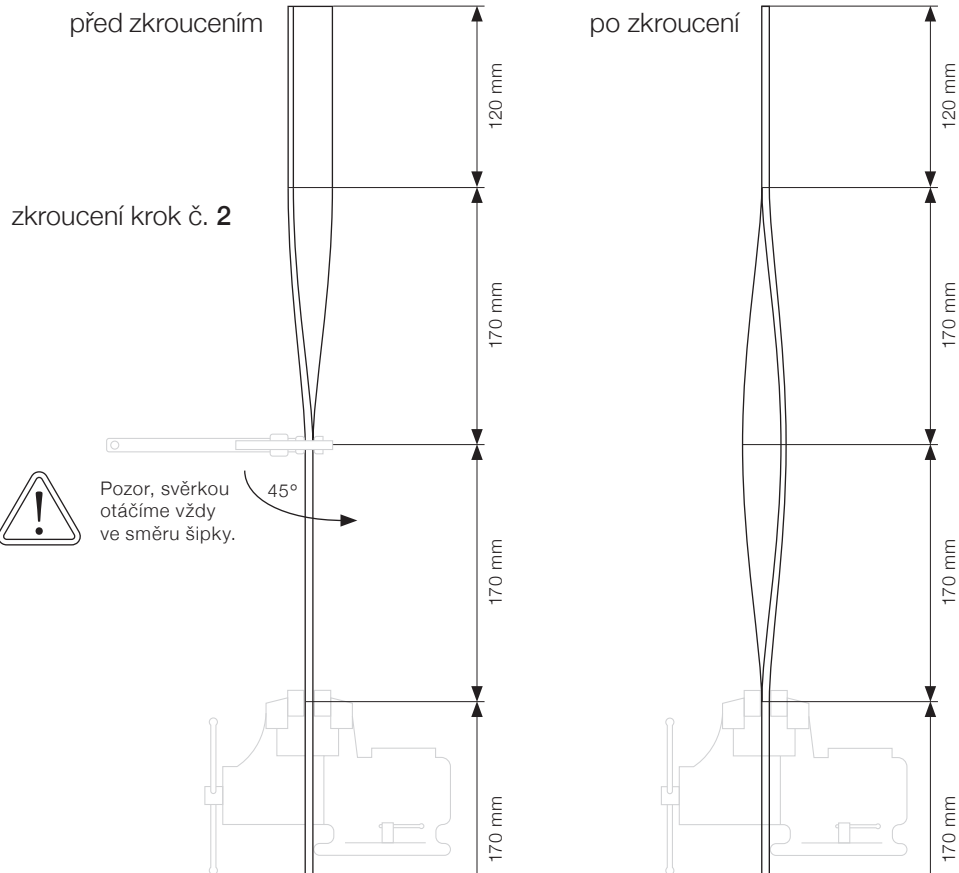 před zkroucením
po zkroucení
120 mm
120 mm
zkroucení krok č. 2
170 mm
170 mm
Pozor, svěrkou
otáčíme vždy
ve směru šipky.
45°
170 mm
170 mm
170 mm
170 mm